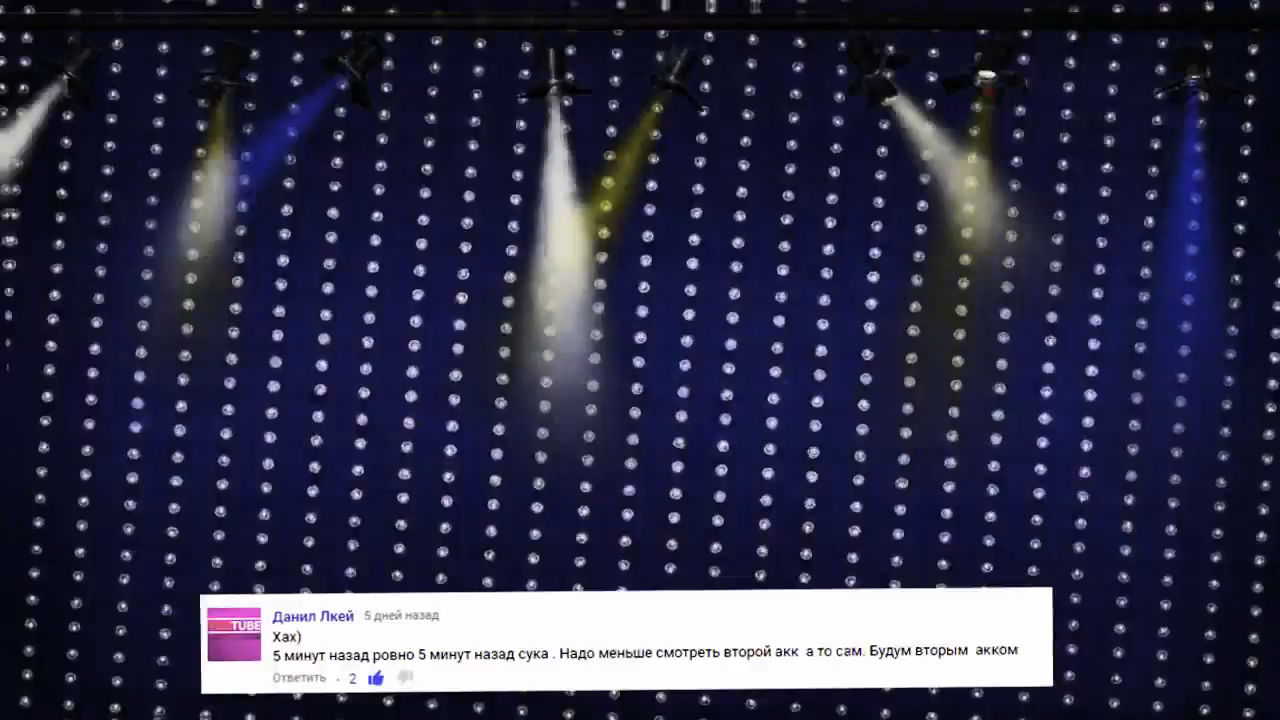 TUBE
Данил Лкей 5 дней назад
Хах)
5 минут назад ровно 5 минут назад сука . Надо меньше смотреть второй акк а то сам. Будум вторым акком
Ответить · 2